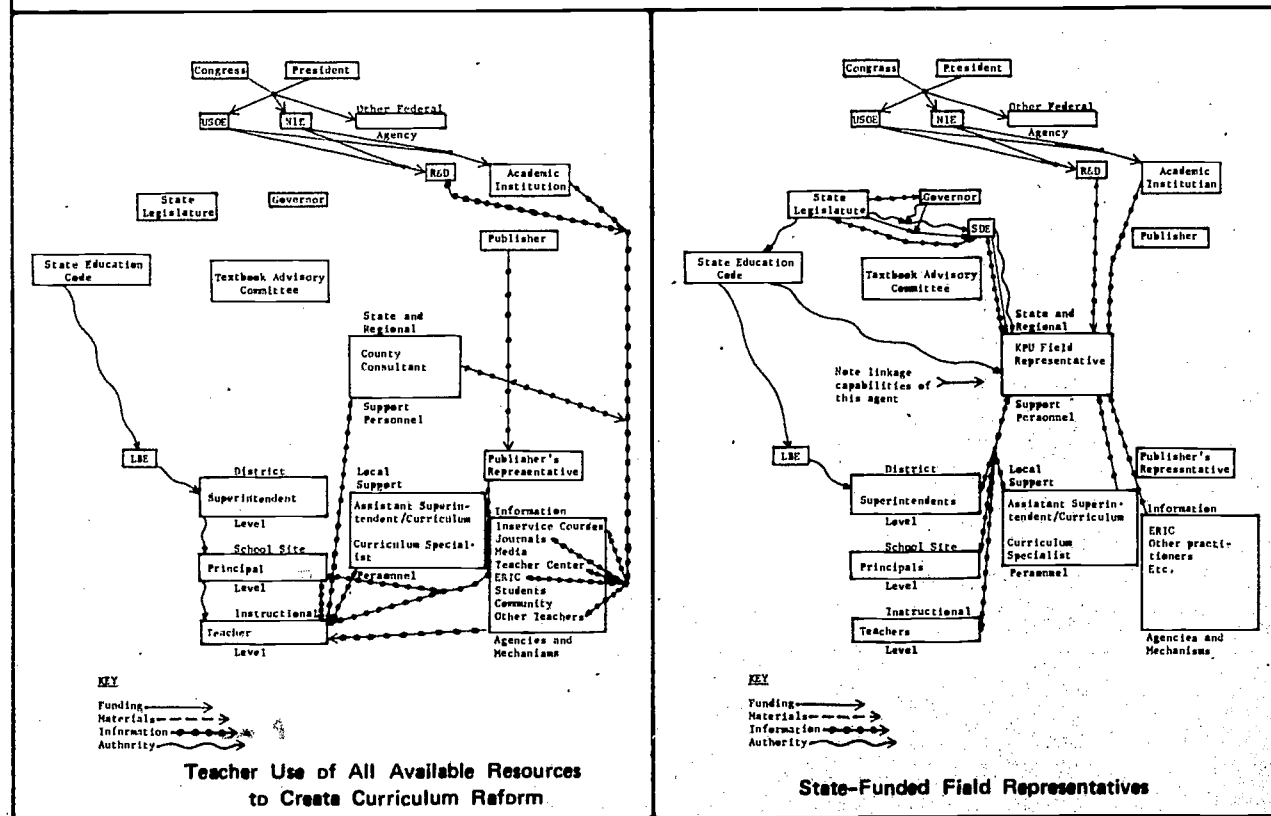 Congress
President
Other Federal
USOE
NIE
Agency
R&D
Academic
Institution
State
Legislature
Governor
Publisher
State Education
Code
Textbook Advisory
Committee
State and
Regional
County
Consultant
Support
Personnel
LBE
District
Superintendent
Level
Local
Support
Assistant Superin-
tendent/Curriculum
Curriculum Special-
ist
Personnel
Publisher's
Representative
Information
Inservice Courses
Journals
Media
Teacher Center
ERIC
Students
Community
Other Teachers
Agencies and
Mechanisms
School Site
Principal
Level
Instructional
Teacher
Level
KEY
Funding
Materials
Information
Authority
Teacher Use of All Available Resources
to Create Curriculum Raform
Congress
President
Other Federal
USOE
NIE
Agency
R&D
Academic
Institution
State
Legislature
Governor
SDE
Publisher
State Education
Code
Textbook Advisory
Committee
State and
Regional
KPU Field
Representative
Note linkage
capabilities of
this agent
Support
Personnel
LBE
District
Superintendents
Level
Local
Support
Assistant Superin-
tendent/Curriculum
Curriculum
Specialist
Personnel
Publisher's
Representative
Information
ERIC
Other practi-
tioners
Etc.
Agencies and
Mechanisms
School Site
Principals
Level
Instructional
Teachers
Level
KEY
Funding
Materials
Information
Authority
State-Funded Field Representatives